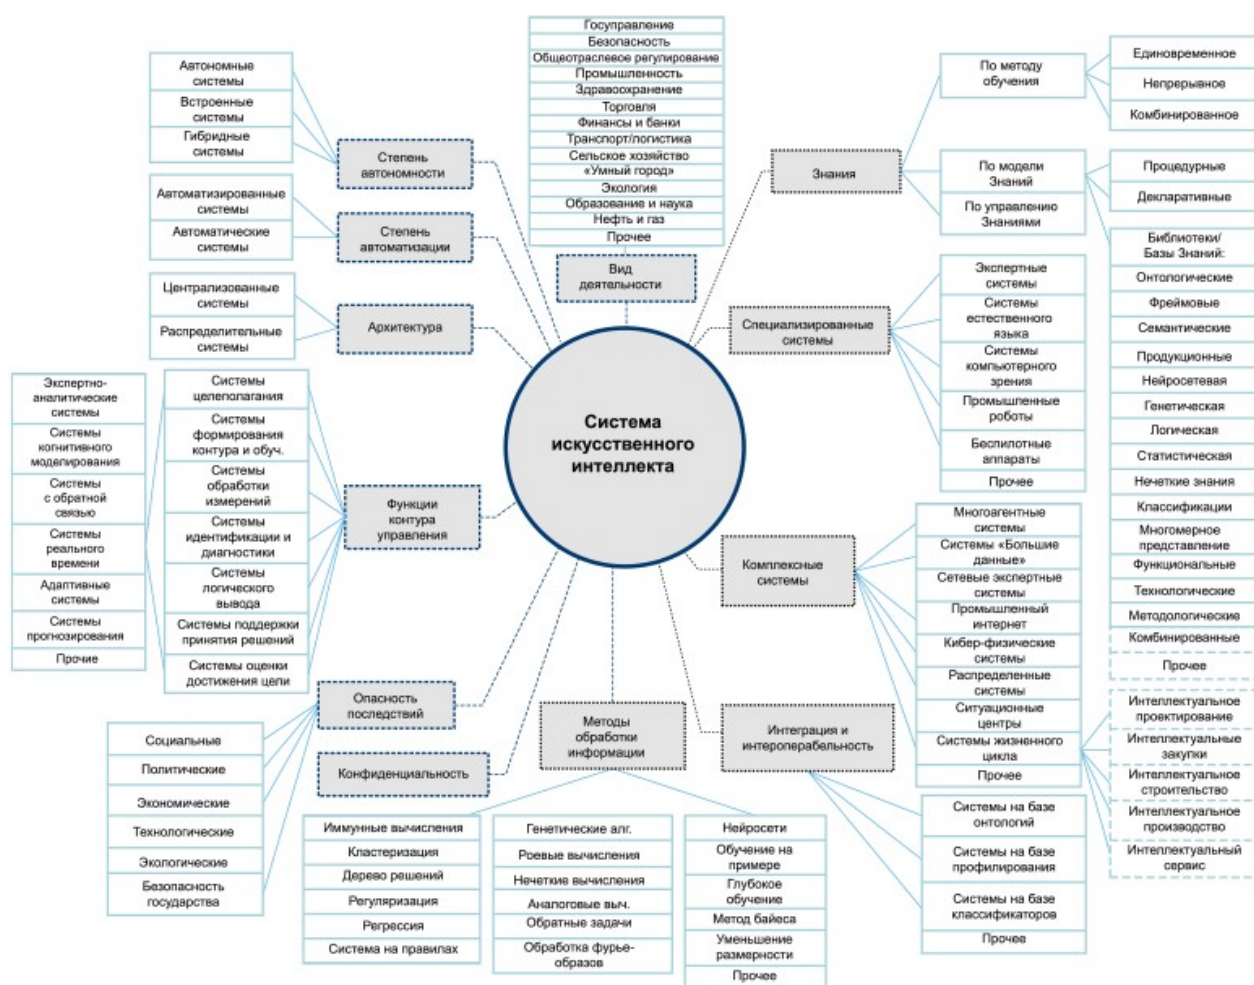 Госуправление
Безопасность
Общеотраслевое регулирование
Промышленность
Здравоохранение
Торговля
Финансы и банки
Транспорт/логистика
Сельское хозяйство
«Умный город»
Экология
Образование и наука
Нефть и газ
Прочее
Вид
деятельности
Автономные
системы
Встроенные
системы
Гибридные
системы
Степень
автономности
Автоматизированные
системы
Автоматические
системы
Степень
автоматизации
Централизованные
системы
Распределительные
системы
Архитектура
Экспертно-
аналитические
системы
Системы
когнитивного
моделирования
Системы
с обратной
связью
Системы
реального
времени
Адаптивные
системы
Системы
прогнозирования
Прочие
Системы
целеполагания
Системы
формирования
контура и обуч.
Системы
обработки
измерений
Системы
идентификации и
диагностики
Системы
логического
вывода
Системы поддержки
принятия решений
Системы оценки
достижения цели
Функции
контура
управления
Система
искусственного
интеллекта
Опасность
последствий
Социальные
Политические
Экономические
Технологические
Экологические
Безопасность
государства
Конфиденциальность
Методы
обработки
информации
Иммунные вычисления
Кластеризация
Дерево решений
Регуляризация
Регрессия
Система на правилах
Генетические алг.
Роевые вычисления
Нечеткие вычисления
Аналоговые выч.
Обратные задачи
Обработка фурье-
образов
Нейросети
Обучение на
примере
Глубокое
обучение
Метод байеса
Уменьшение
размерности
Прочее
Знания
По методу
обучения
Единовременное
Непрерывное
Комбинированное
По модели
Знаний
По управлению
Знаниями
Процедурные
Декларативные
Библиотеки/
Базы Знаний:
Онтологические
Фреймовые
Семантические
Продукционные
Нейросетевая
Генетическая
Логическая
Статистическая
Нечеткие знания
Классификации
Многомерное
представление
Функциональные
Технологические
Методологические
Комбинированные
Прочее
Специализированные
системы
Экспертные
системы
Системы
естественного
языка
Системы
компьютерного
зрения
Промышленные
роботы
Беспилотные
аппараты
Прочее
Комплексные
системы
Многоагентные
системы
Системы «Большие
данные»
Сетевые экспертные
системы
Промышленный
интернет
Кибер-физические
системы
Распределенные
системы
Ситуационные
центры
Системы жизненного
цикла
Прочее
Интеллектуальное
проектирование
Интеллектуальные
закупки
Интеллектуальное
строительство
Интеллектуальное
производство
Интеллектуальный
сервис
Интеграция и
интероперабельность
Системы на базе
онтологий
Системы на базе
профилирования
Системы на базе
классификаторов
Прочее